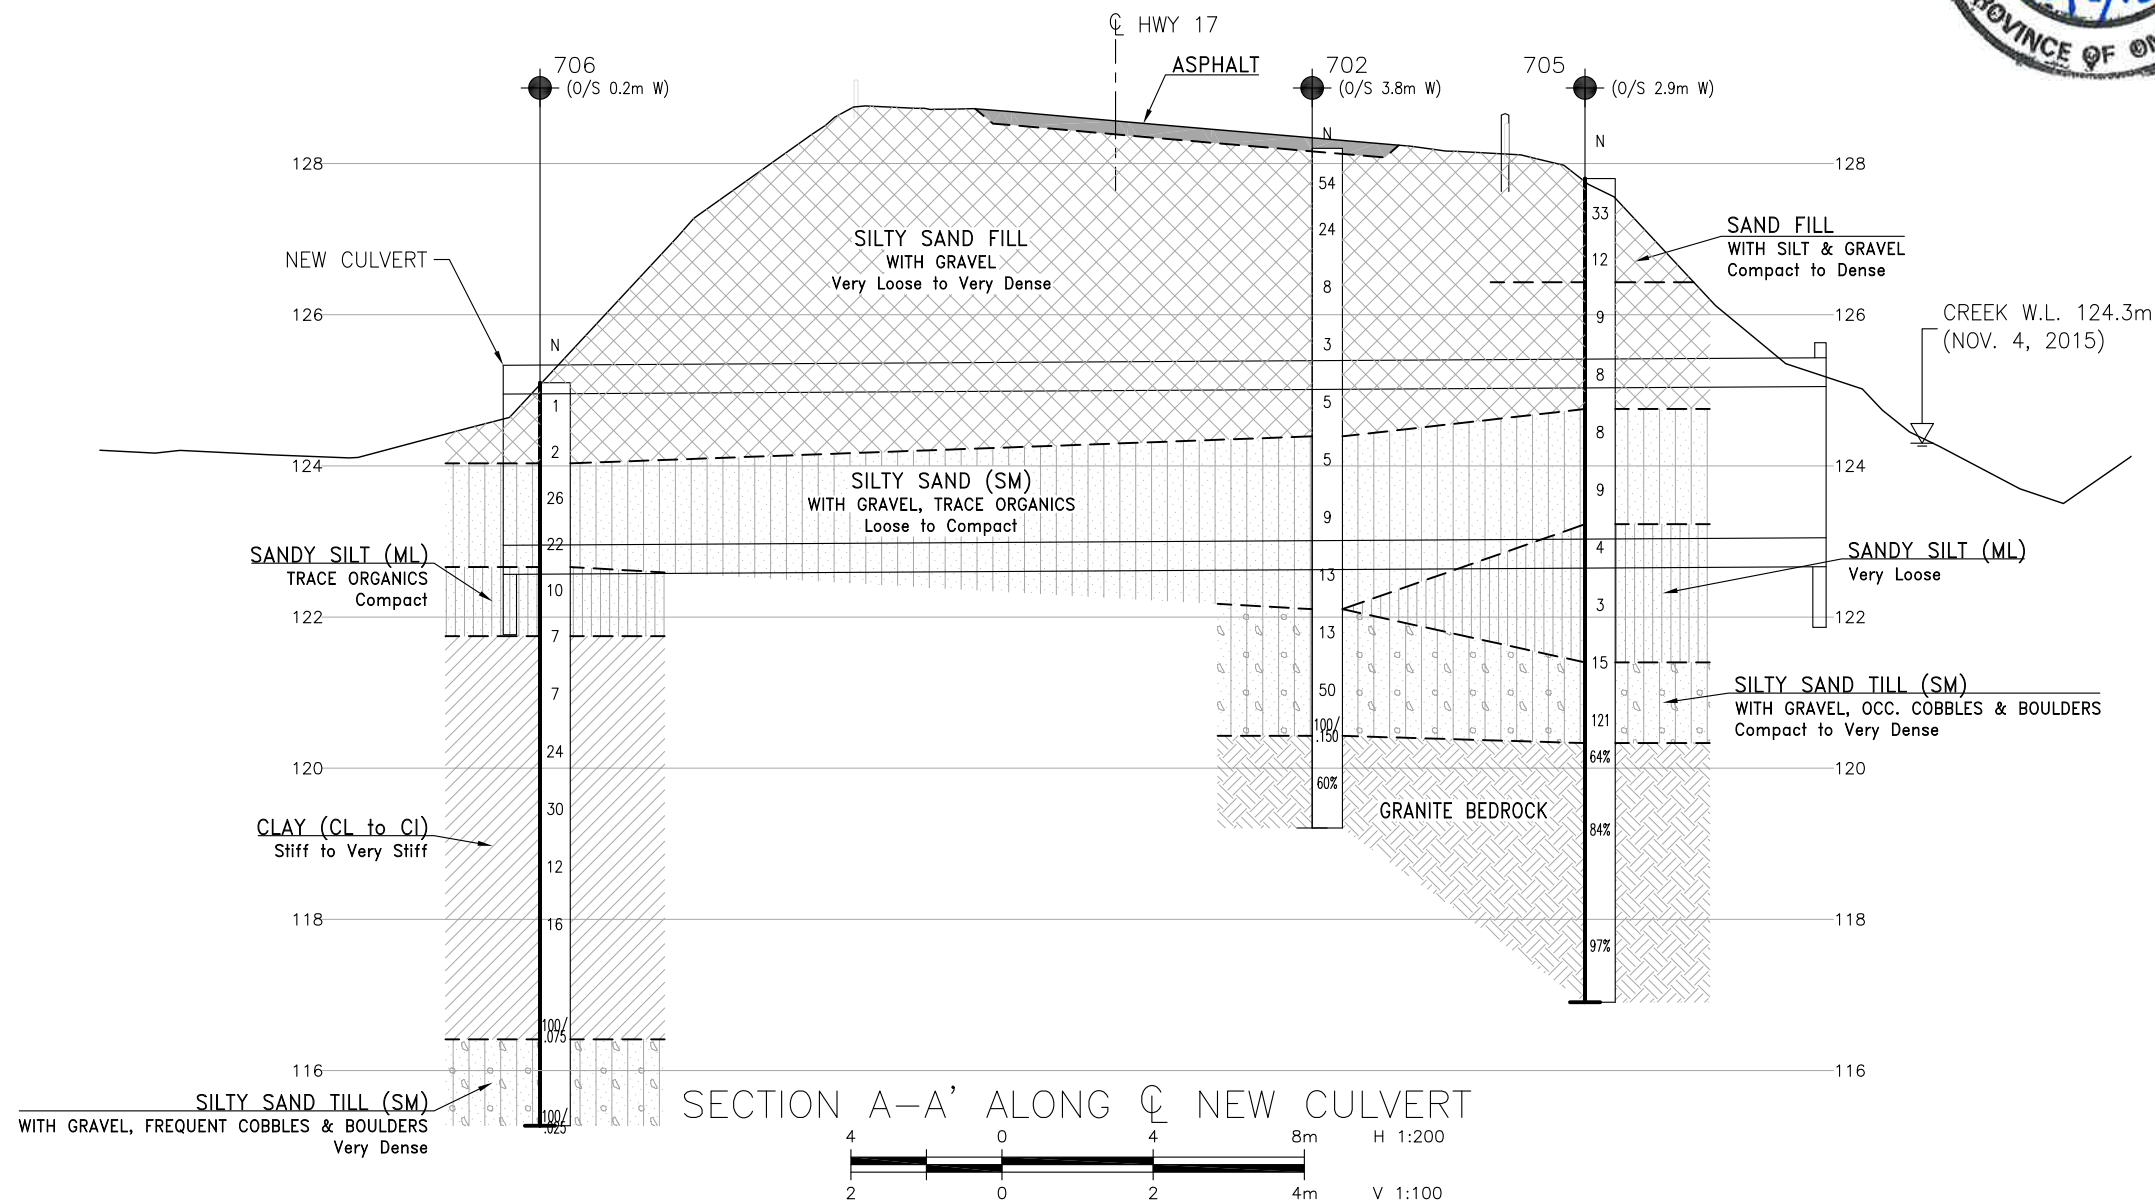 ℄ HWY 17
706
(O/S 0.2m W)
ASPHALT
702
(O/S 3.8m W)
705
(O/S 2.9m W)
PROVINCE OF
N
N
128
128
54
24
8
3
5
5
9
13
13
50
100/
.150
60%
33
12
9
8
8
9
4
3
15
121
64%
84%
97%
SILTY SAND FILL
WITH GRAVEL
Very Loose to Very Dense
SAND FILL
WITH SILT & GRAVEL
Compact to Dense
NEW CULVERT
126
126
CREEK W.L. 124.3m
(NOV. 4, 2015)
N
1
2
26
22
10
7
7
24
30
12
16
100/
.075
100/
.025
124
124
SILTY SAND (SM)
WITH GRAVEL, TRACE ORGANICS
Loose to Compact
SANDY SILT (ML)
TRACE ORGANICS
Compact
SANDY SILT (ML)
Very Loose
122
122
SILTY SAND TILL (SM)
WITH GRAVEL, OCC. COBBLES & BOULDERS
Compact to Very Dense
120
120
GRANITE BEDROCK
CLAY (CL to CI)
Stiff to Very Stiff
118
118
116
116
SILTY SAND TILL (SM)
WITH GRAVEL, FREQUENT COBBLES & BOULDERS
Very Dense
SECTION A-A' ALONG ℄ NEW CULVERT
4 0 4 8m H 1:200
2 0 2 4m V 1:100